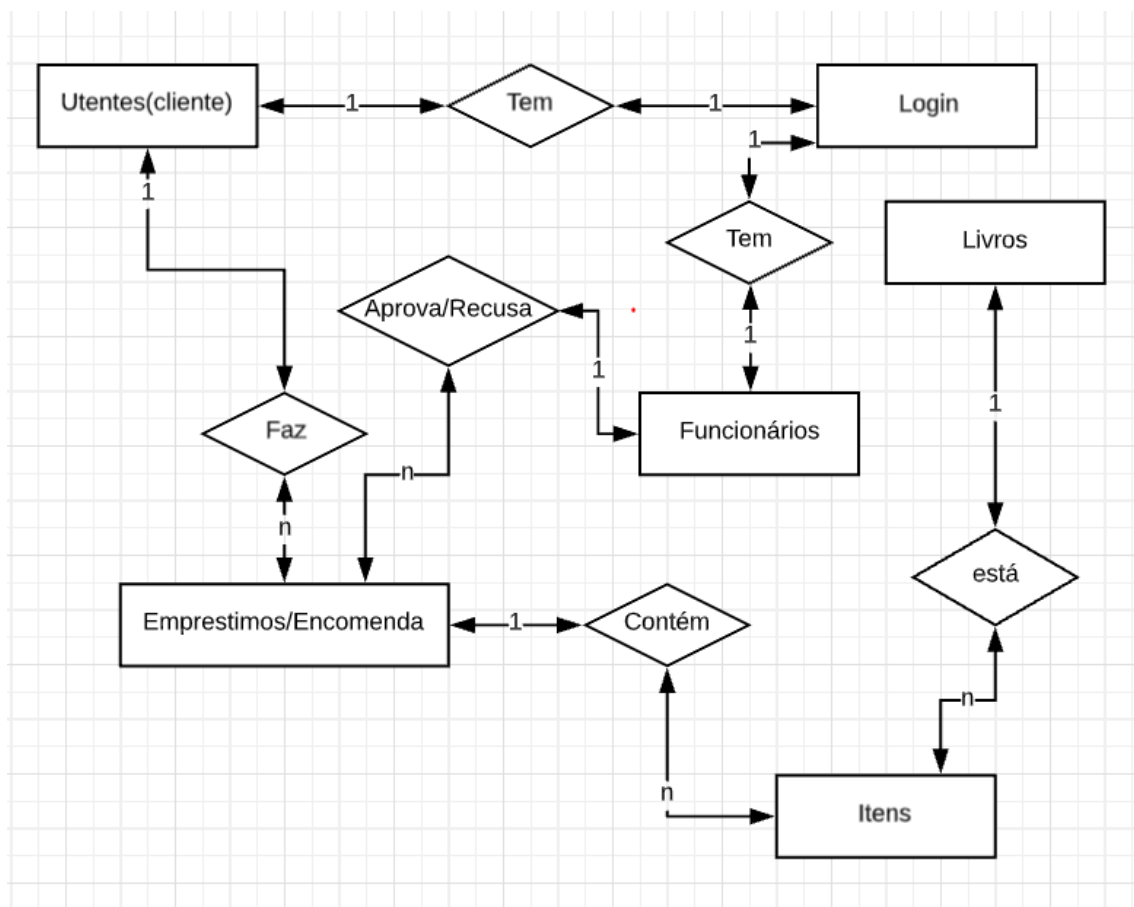 Utentes(cliente)
1
Tem
1
Login
1
1
Tem
Livros
Aprova/Recusa
1
1
1
Faz
Funcionários
n
n
está
Emprestimos/Encomenda
1
Contém
n
n
Itens